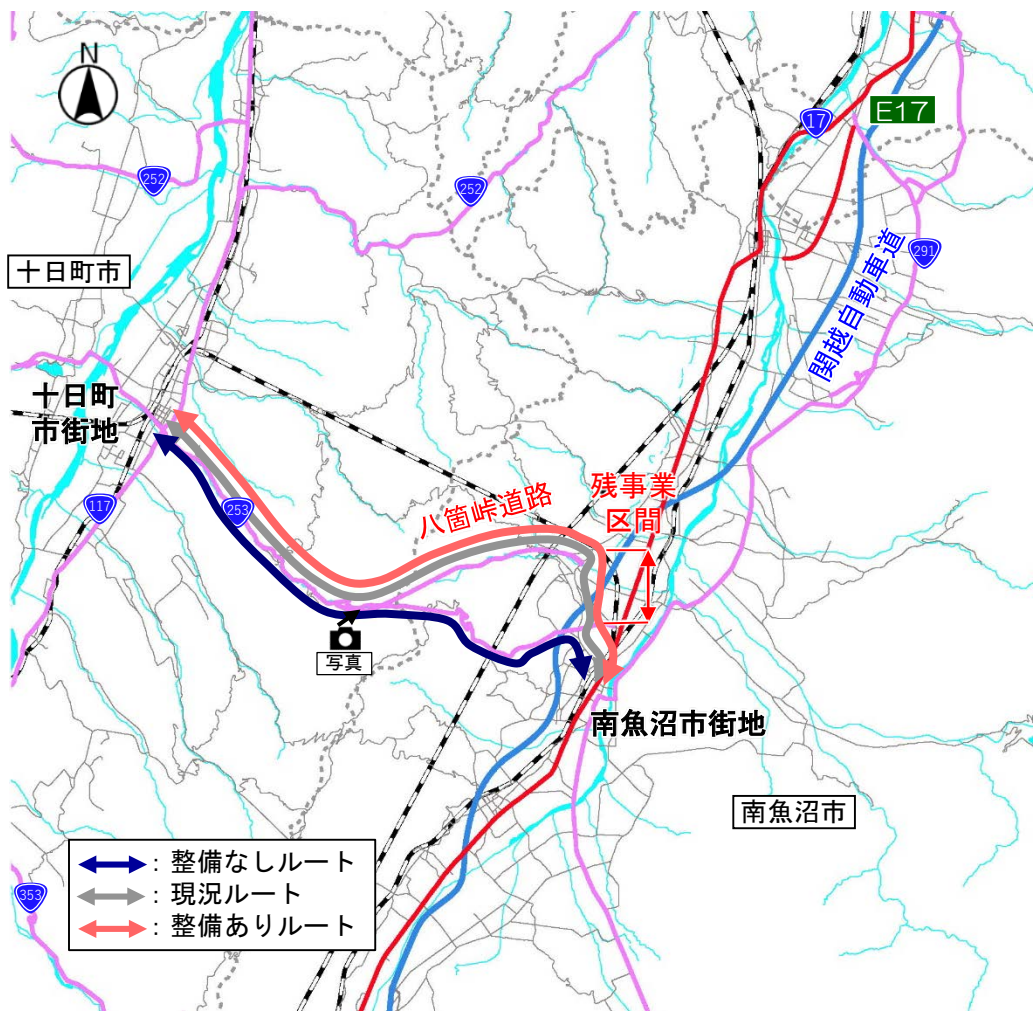 N
17
E17
252
252
291
関越自動車道
十日町市
十日町
市街地
117
253
八箇峠道路
残事業
区間
写真
南魚沼市街地
南魚沼市
353
: 整備なしルート
: 現況ルート
: 整備ありルート